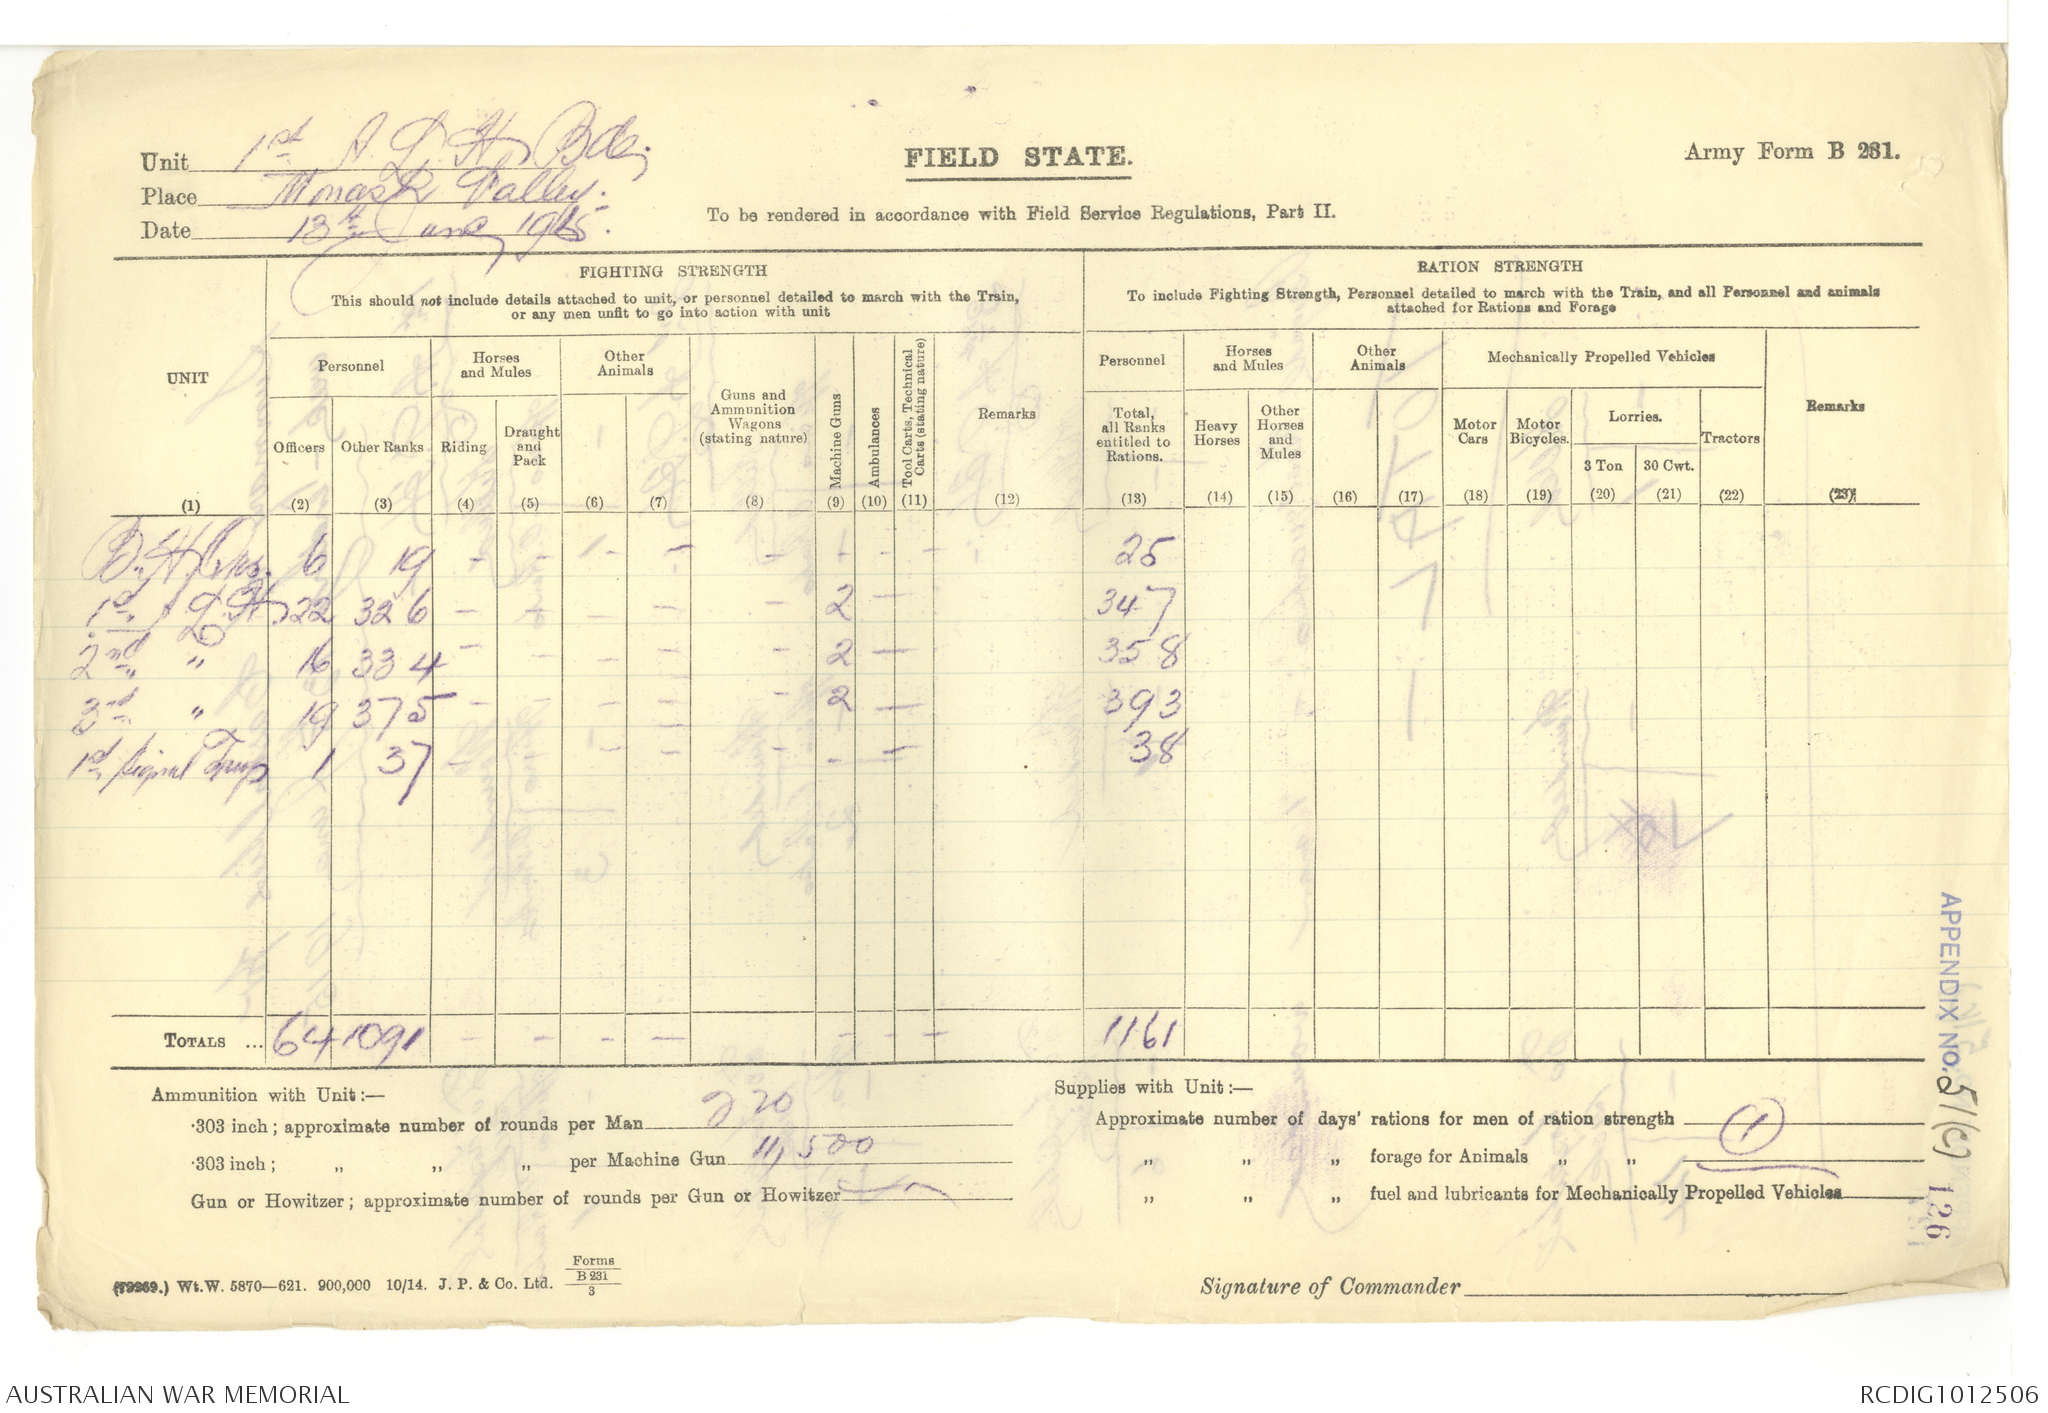 Unit 1st A. L. H. Bde.
Place Monash Valley.
Date 13th June, 1915.
FIELD STATE.
Army Form B 231.
To be rendered in accordance with Field Service Regulations, Part II.
FIGHTING STRENGTH
This should not include details attached to unit, or personnel detailed to march with the Train,
or any men unfit to go into action with unit
RATION STRENGTH
To include Fighting Strength, Personnel detailed to march with the Train, and all Personnel and animals
attached for Rations and Forage
UNIT
Personnel
Horses and Mules
Other Animals
Guns and Ammunition Wagons (stating nature)
Machine Guns
Ambulances
Tool Carts, Technical Carts (stating nature)
Remarks
Personnel
Horses and Mules
Other Animals
Mechanically Propelled Vehicles
Remarks
Officers
Other Ranks
Riding
Draught and Pack
Total, all Ranks entitled to Rations.
Heavy Horses
Other Horses and Mules
Motor Cars
Motor Bicycles.
Lorries.
3 Ton
30 Cwt.
Tractors
(1) (2) (3) (4) (5) (6) (7) (8) (9) (10) (11) (12) (13) (14) (15) (16) (17) (18) (19) (20) (21) (22) (23)
B. H. Qrs. 6 19 - - - - - - - - 25
1st L. H. 22 326 - - - - - 2 - 347
2nd " 16 334 - - - - - 2 - 358
3rd " 19 375 - - - - - 2 - 393
1st Signal Troop 1 37 - - - - - - 38
TOTALS ... 64 1091 - - - - - - - 1161
Ammunition with Unit:—
·303 inch; approximate number of rounds per Man 220
·303 inch; „ „ „ per Machine Gun 11,500
Gun or Howitzer; approximate number of rounds per Gun or Howitzer —
Supplies with Unit:—
Approximate number of days' rations for men of ration strength 1
„ „ „ forage for Animals „ „ —
„ „ „ fuel and lubricants for Mechanically Propelled Vehicles
(79269.) Wt.W. 5870—621. 900,000 10/14. J. P. & Co. Ltd. Forms B 231 3
Signature of Commander
APPENDIX NO. 51(c)
126
AUSTRALIAN WAR MEMORIAL
RCDIG1012506